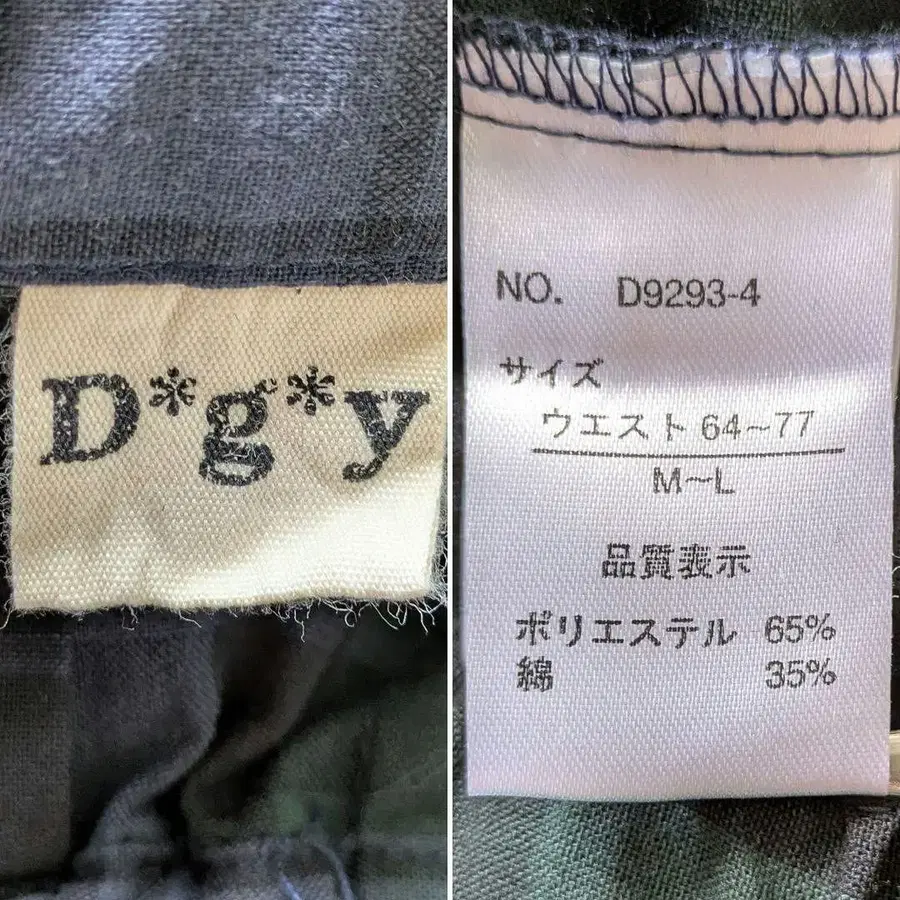 D*g*y
NO. D9293-4
サイズ
ウエスト 64~77
M~L
品質表示
ポリエステル 65%
綿 35%